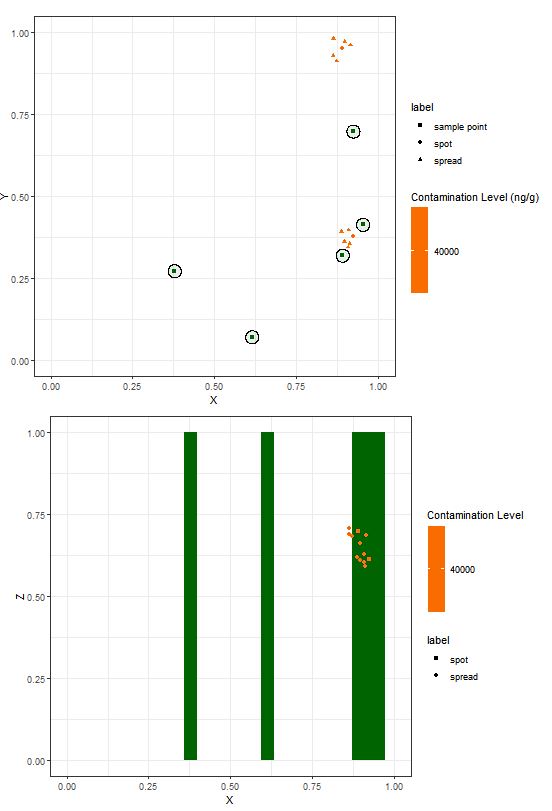 1.00
0.75
0.50
0.25
0.00
Y
0.00 0.25 0.50 0.75 1.00
X
label
sample point
spot
spread
Contamination Level (ng/g)
40000
1.00
0.75
0.50
0.25
0.00
Z
0.00 0.25 0.50 0.75 1.00
X
Contamination Level
40000
label
spot
spread